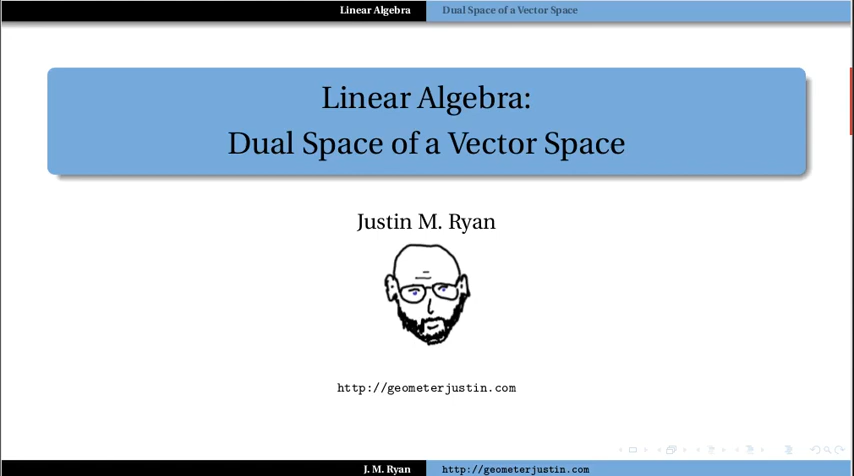 Linear Algebra
Dual Space of a Vector Space
Linear Algebra:
Dual Space of a Vector Space
Justin M. Ryan
http://geometerjustin.com
J. M. Ryan
http://geometerjustin.com